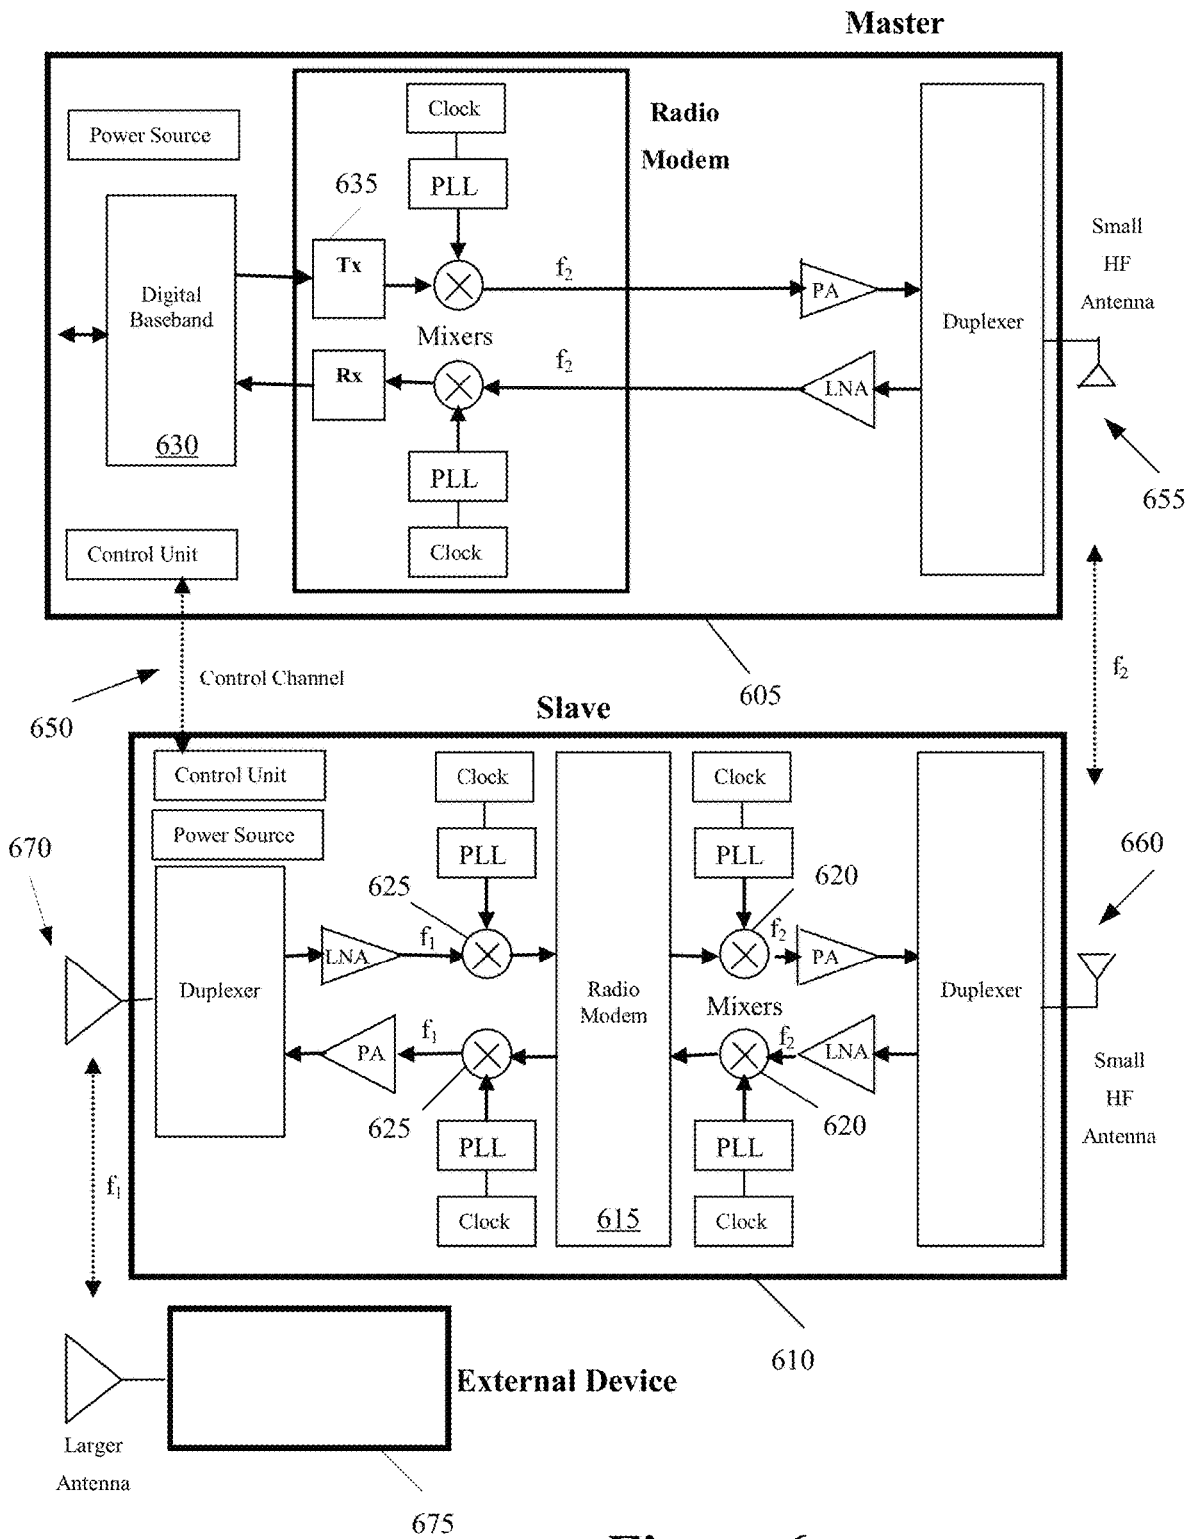 Master
Clock
Radio
Modem
Power Source
PLL
635
Tx
f2
PA
Small
HF
Antenna
Digital
Baseband
Mixers
Duplexer
Rx
f2
LNA
630
PLL
655
Control Unit
Clock
Control Channel
650
605
f2
Slave
Control Unit
Clock
Clock
Power Source
PLL
PLL
670
660
625
620
LNA
f1
f2
PA
Duplexer
Radio
Modem
Mixers
Duplexer
PA
f1
f2
LNA
Small
HF
Antenna
625
620
PLL
PLL
f1
Clock
615
Clock
610
External Device
Larger
Antenna
675